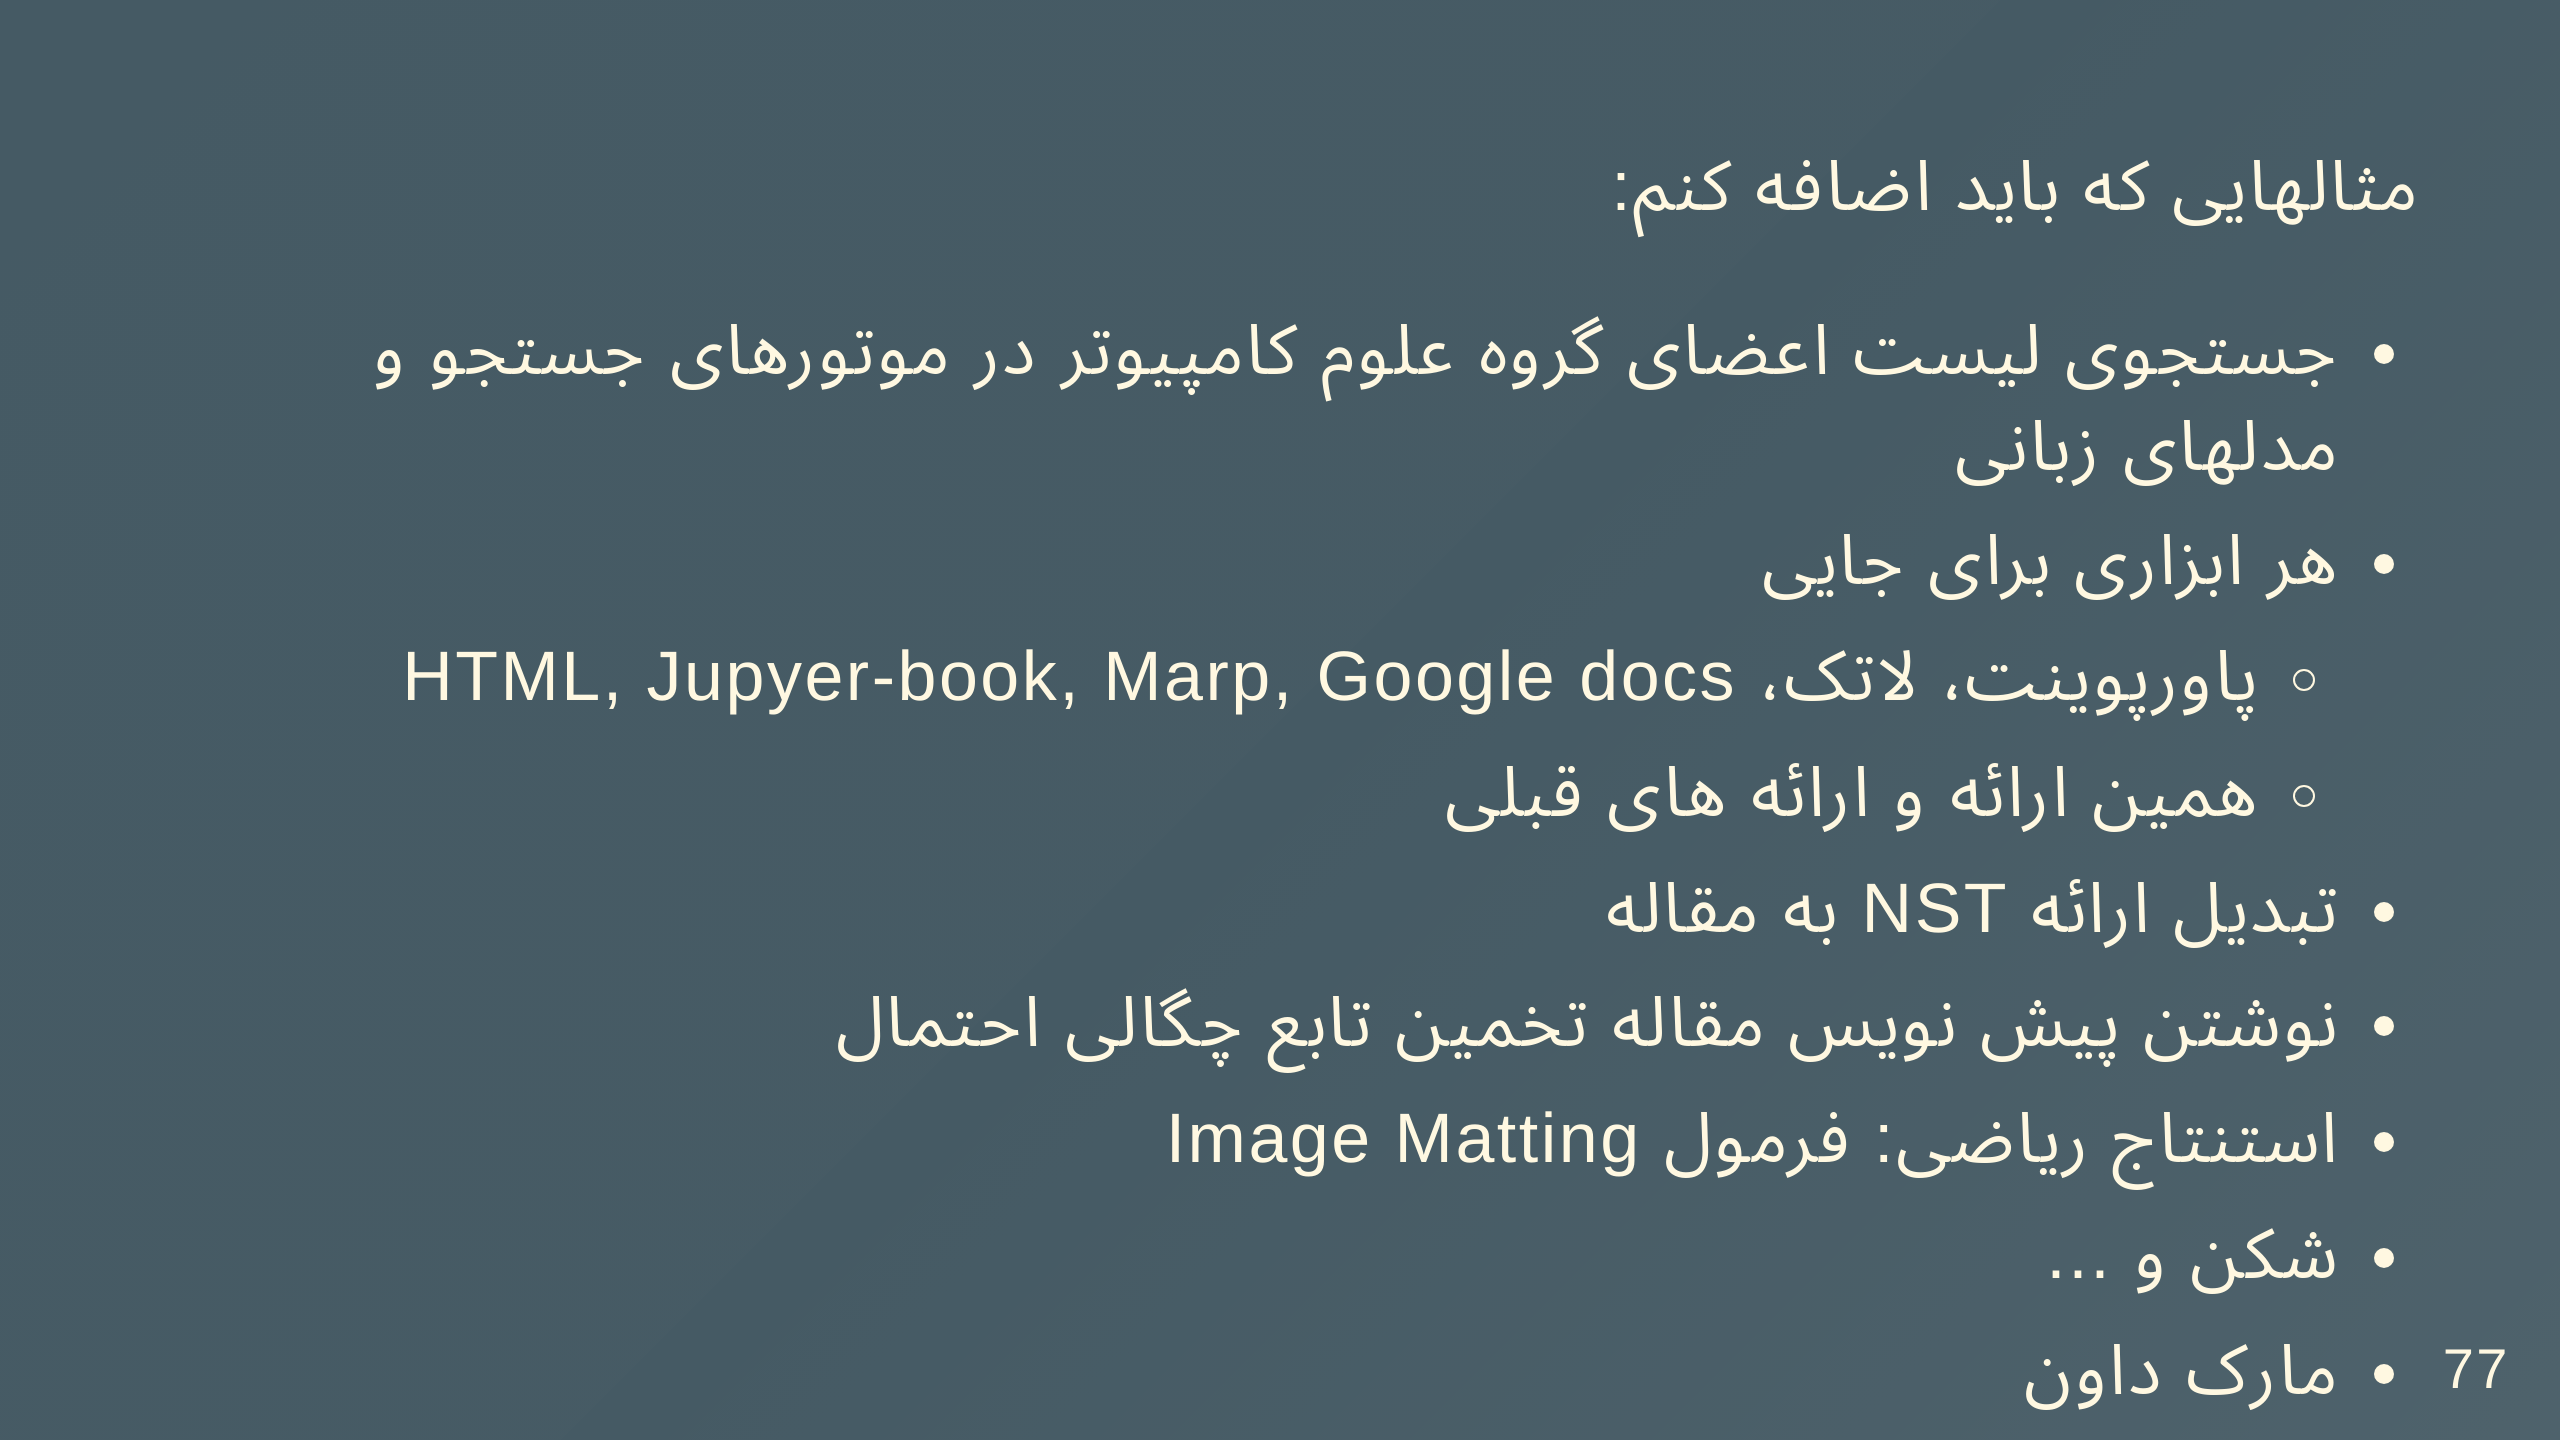 مثالهایی که باید اضافه کنم:
• جستجوی لیست اعضای گروه علوم کامپیوتر در موتورهای جستجو و
مدلهای زبانی
• هر ابزاری برای جایی
◦ پاورپوینت، لاتک، HTML, Jupyer-book, Marp, Google docs
◦ همین ارائه و ارائه های قبلی
• تبدیل ارائه NST به مقاله
• نوشتن پیش نویس مقاله تخمین تابع چگالی احتمال
• استنتاج ریاضی: فرمول Image Matting
• شکن و ...
• مارک داون
77